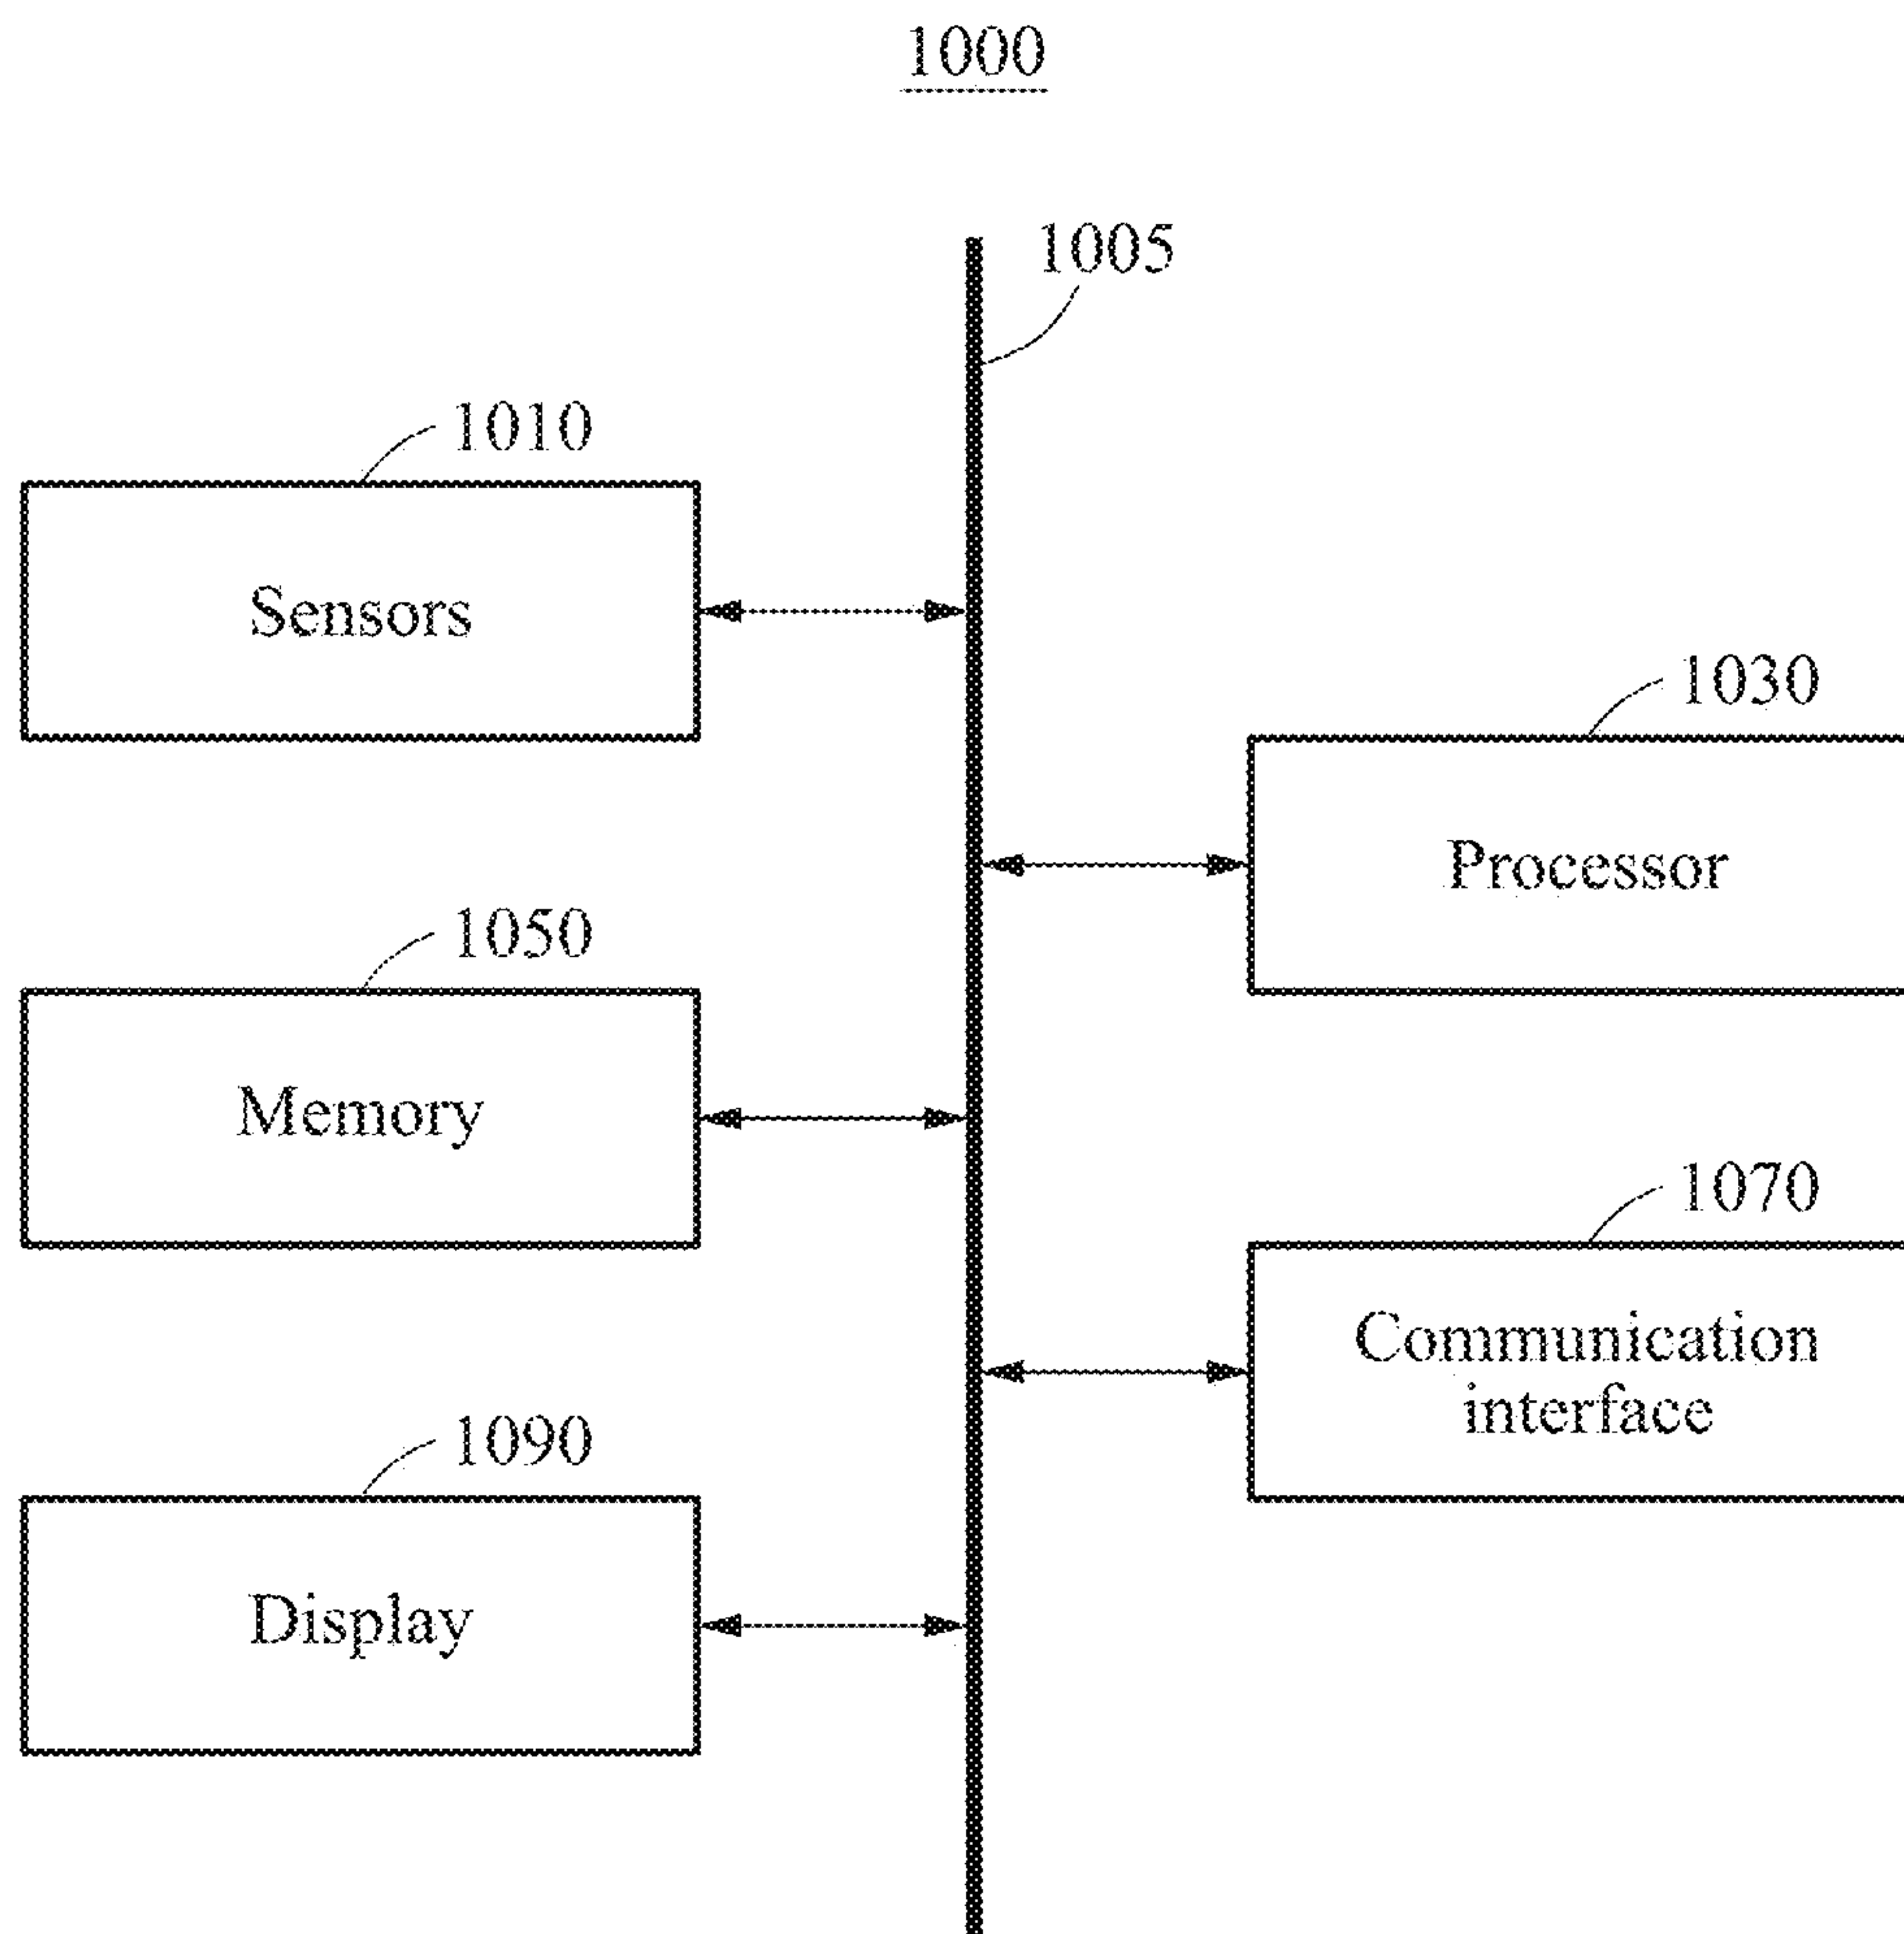 1000
1005
1010
Sensors
1030
Processor
1050
Memory
1070
Communication
interface
1090
Display